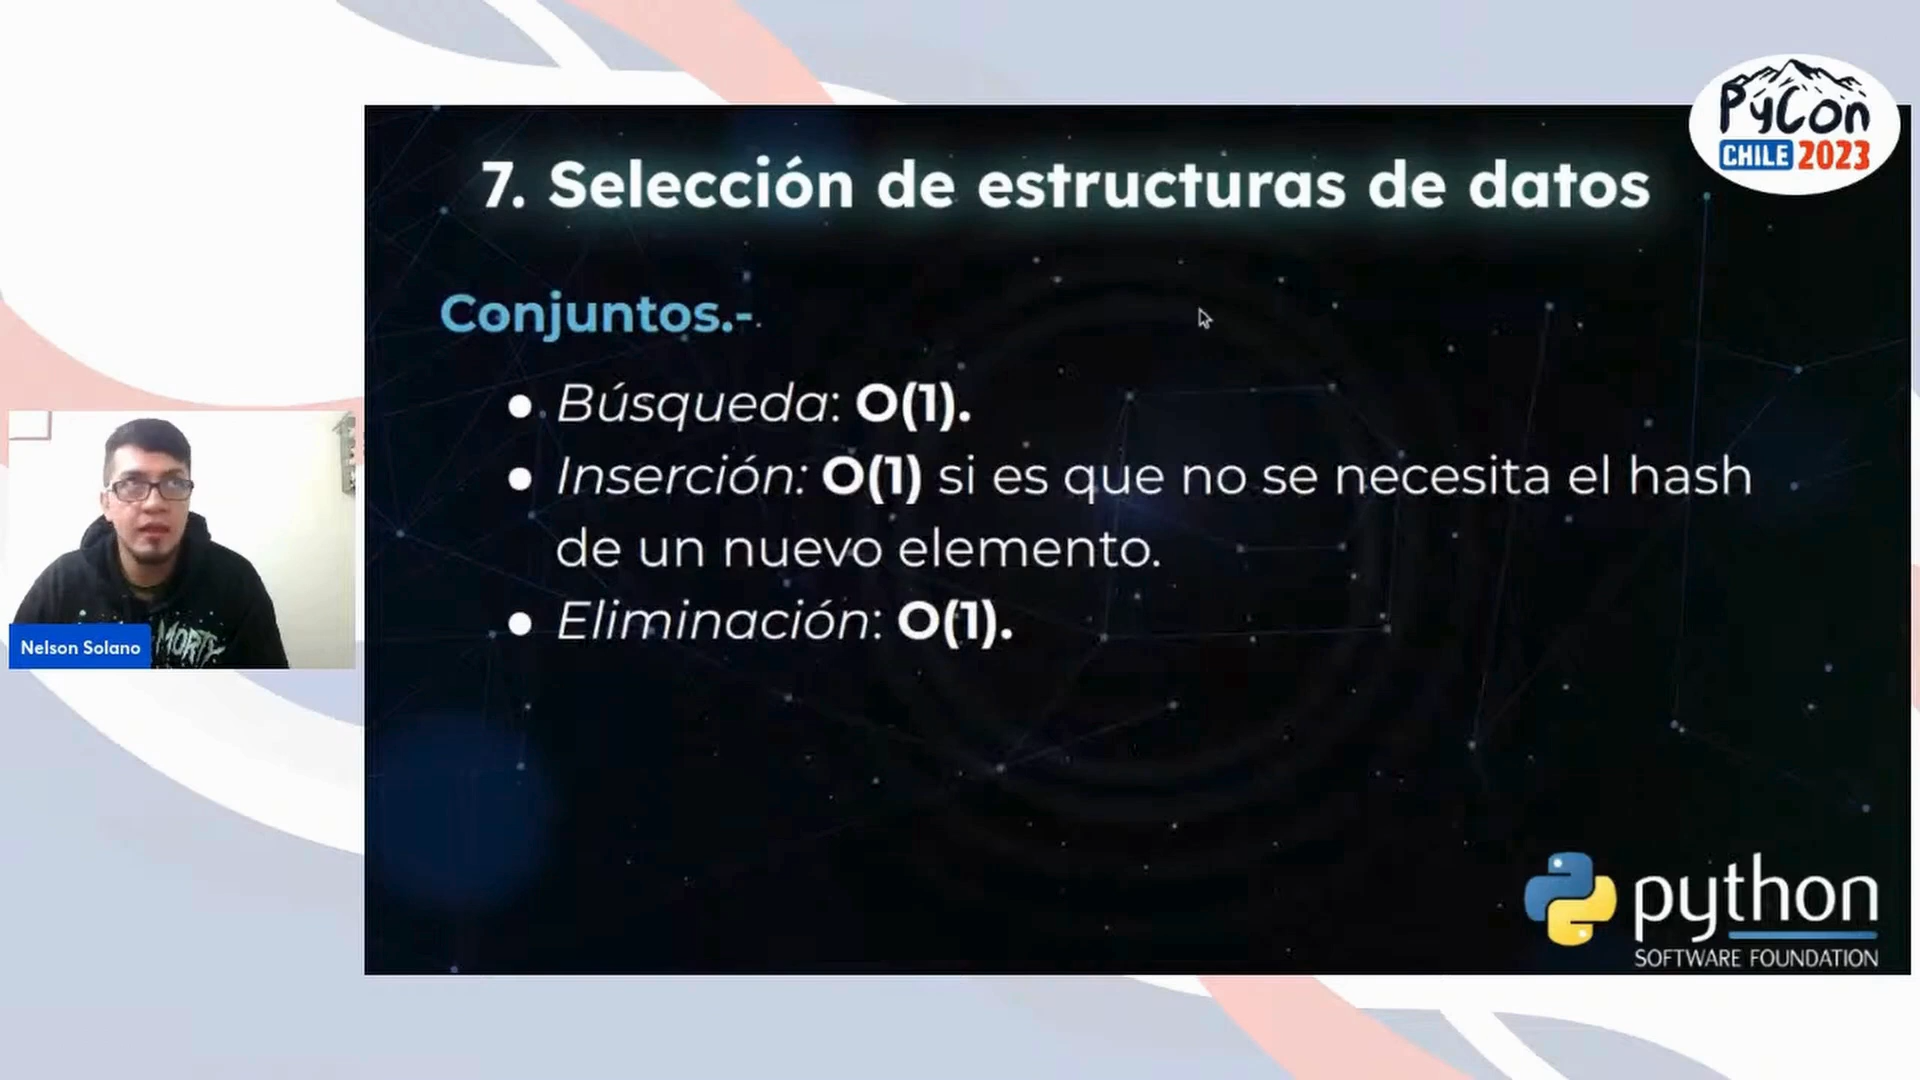 PyCon
CHILE 2023
7. Selección de estructuras de datos
Conjuntos.-
● Búsqueda: O(1).
● Inserción: O(1) si es que no se necesita el hash
de un nuevo elemento.
● Eliminación: O(1).
MORTY
Nelson Solano
python
SOFTWARE FOUNDATION